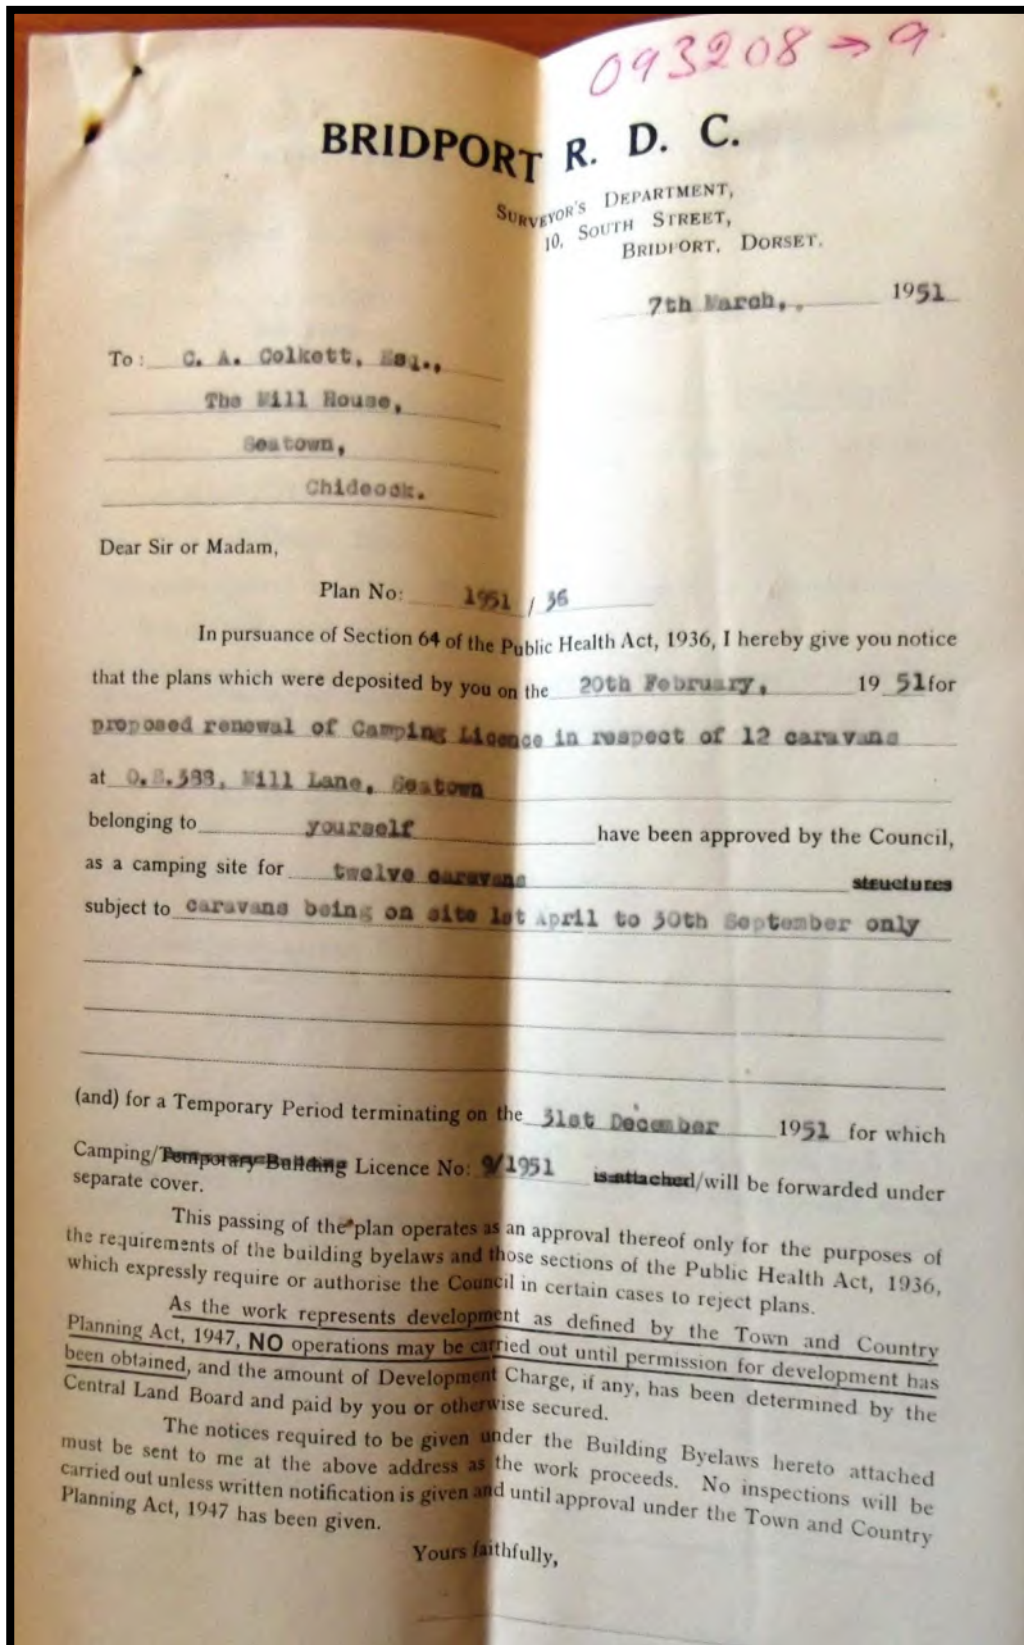 093208 → 9
BRIDPORT R. D. C.
SURVEYOR'S DEPARTMENT,
10, SOUTH STREET,
BRIDPORT, DORSET.
7th March, . 1951
To: C. A. Colkett, Esq.,
The Mill House,
Seatown,
Chideock.
Dear Sir or Madam,
Plan No: 1951 / 36
In pursuance of Section 64 of the Public Health Act, 1936, I hereby give you notice
that the plans which were deposited by you on the 20th February, 19 51 for
proposed renewal of Camping Licence in respect of 12 caravans
at O.S.388, Mill Lane, Seatown
belonging to yourself have been approved by the Council,
as a camping site for twelve caravans structures
subject to caravans being on site 1st April to 30th September only
(and) for a Temporary Period terminating on the 31st December 1951 for which
Camping/Temporary Building Licence No: 9/1951 is attached/will be forwarded under
separate cover.
This passing of the plan operates as an approval thereof only for the purposes of
the requirements of the building byelaws and those sections of the Public Health Act, 1936,
which expressly require or authorise the Council in certain cases to reject plans.
As the work represents development as defined by the Town and Country
Planning Act, 1947, NO operations may be carried out until permission for development has
been obtained, and the amount of Development Charge, if any, has been determined by the
Central Land Board and paid by you or otherwise secured.
The notices required to be given under the Building Byelaws hereto attached
must be sent to me at the above address as the work proceeds. No inspections will be
carried out unless written notification is given and until approval under the Town and Country
Planning Act, 1947 has been given.
Yours faithfully,